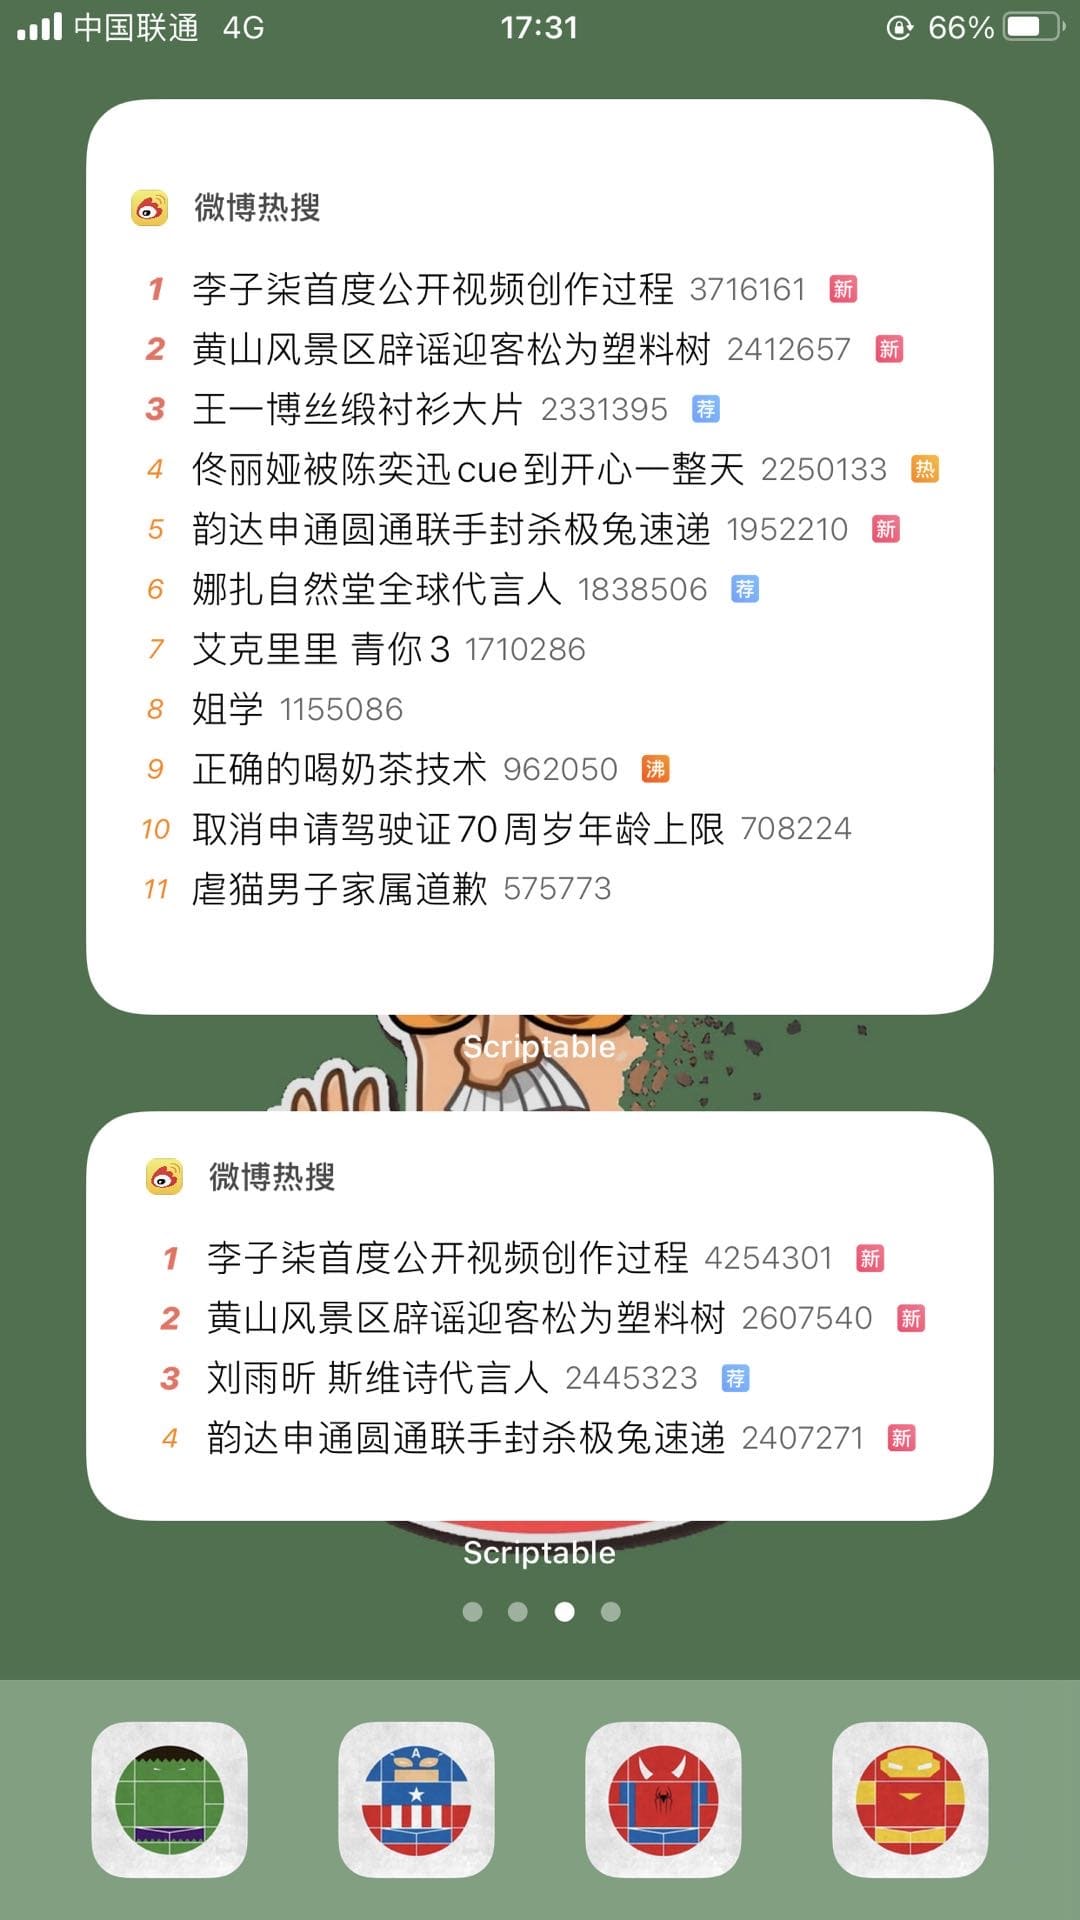 中国联通 4G 17:31 66%
微博热搜
1 李子柒首度公开视频创作过程 3716161 新
2 黄山风景区辟谣迎客松为塑料树 2412657 新
3 王一博丝缎衬衫大片 2331395 荐
4 佟丽娅被陈奕迅cue到开心一整天 2250133 热
5 韵达申通圆通联手封杀极兔速递 1952210 新
6 娜扎自然堂全球代言人 1838506 荐
7 艾克里里 青你3 1710286
8 姐学 1155086
9 正确的喝奶茶技术 962050 沸
10 取消申请驾驶证70周岁年龄上限 708224
11 虐猫男子家属道歉 575773
Scriptable
微博热搜
1 李子柒首度公开视频创作过程 4254301 新
2 黄山风景区辟谣迎客松为塑料树 2607540 新
3 刘雨昕 斯维诗代言人 2445323 荐
4 韵达申通圆通联手封杀极兔速递 2407271 新
Scriptable
A